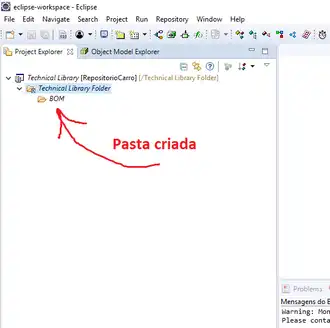 eclipse-workspace - Eclipse
File Edit Navigate Search Project Repository Window Help
Project Explorer Object Model Explorer
Technical Library [RepositorioCarro] [/Technical Library Folder]
Technical Library Folder
BOM
Pasta criada
Problems
Mensagens do E
Warning: Mon
Please conta